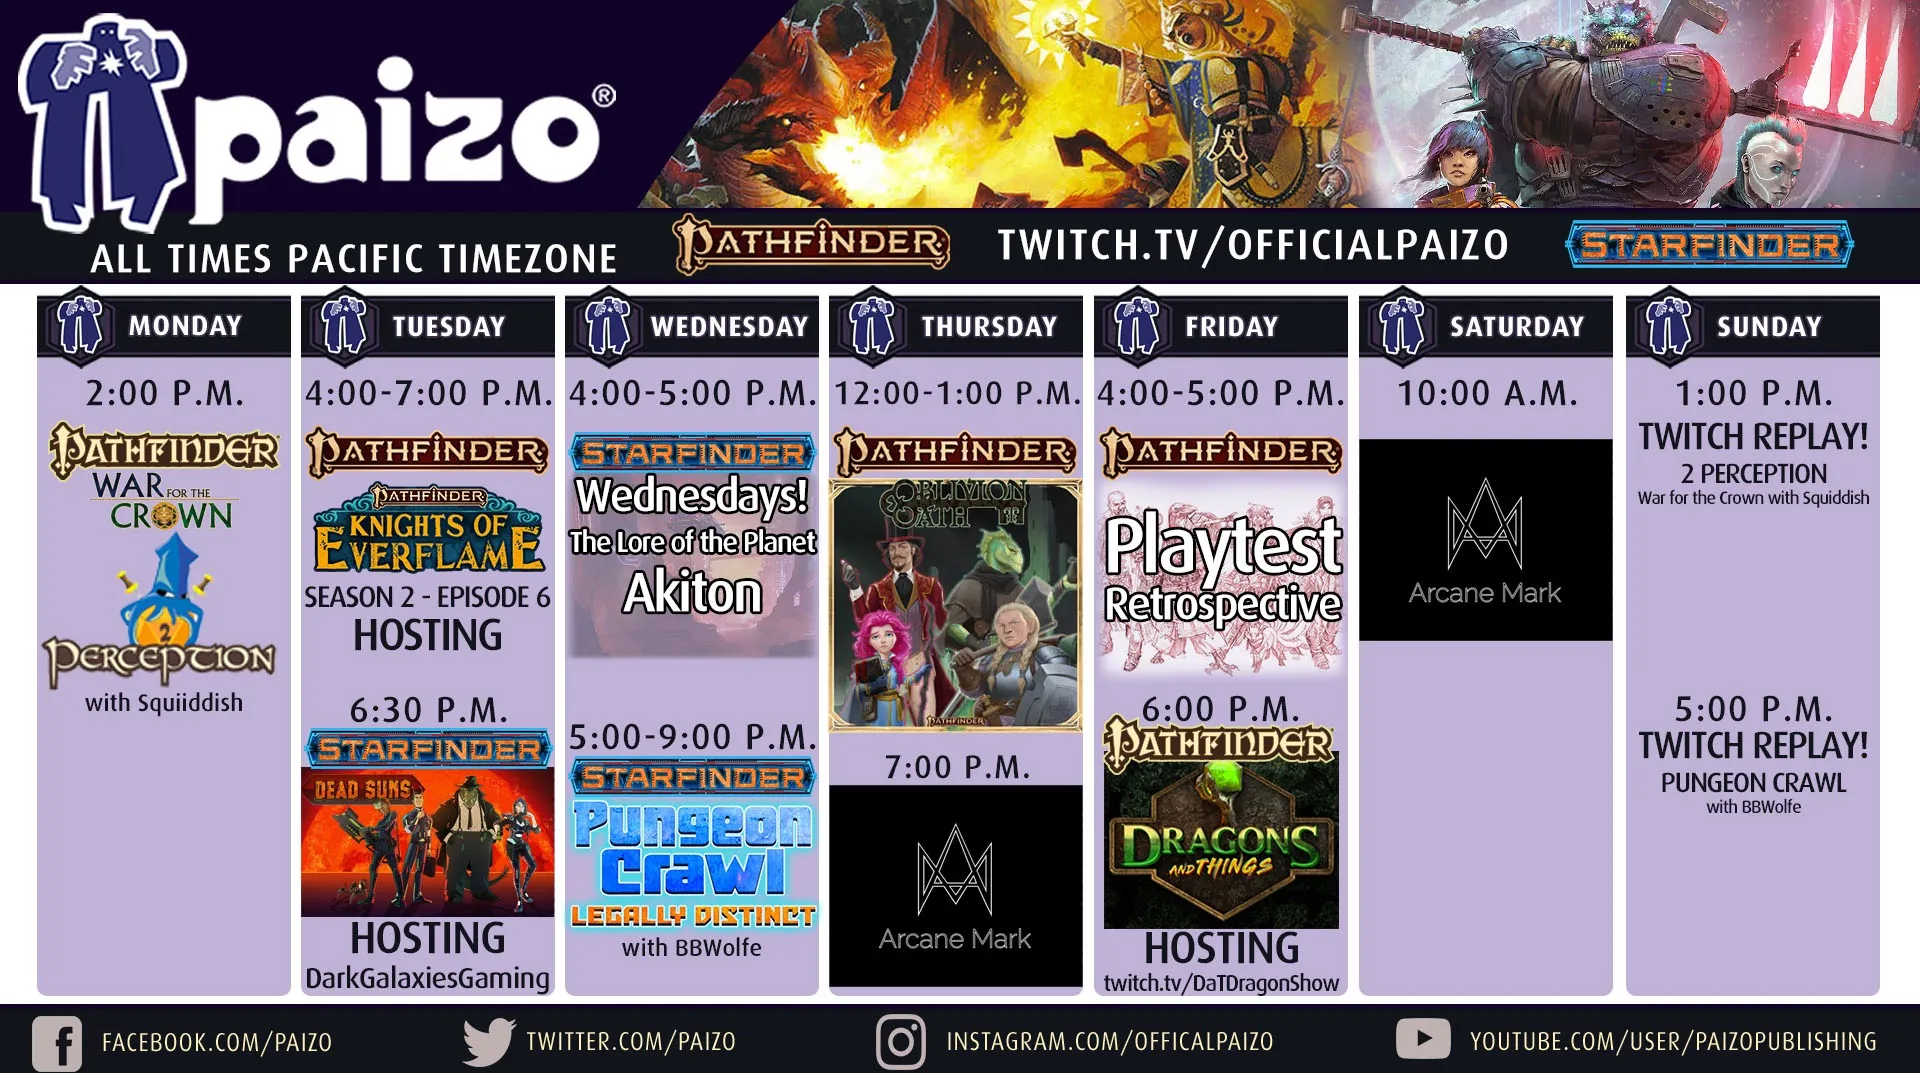 paizo®
ALL TIMES PACIFIC TIMEZONE
PATHFINDER
TWITCH.TV/OFFICIALPAIZO
STARFINDER
MONDAY
2:00 P.M.
PATHFINDER
WAR FOR THE
CROWN
2
PERCEPTION
with Squiiddish
TUESDAY
4:00-7:00 P.M.
PATHFINDER
PATHFINDER
KNIGHTS OF
EVERFLAME
SEASON 2 - EPISODE 6
HOSTING
6:30 P.M.
STARFINDER
DEAD SUNS
HOSTING
DarkGalaxiesGaming
WEDNESDAY
4:00-5:00 P.M.
STARFINDER
Wednesdays!
The Lore of the Planet
Akiton
5:00-9:00 P.M.
STARFINDER
Pungeon
Crawl
LEGALLY DISTINCT
with BBWolfe
THURSDAY
12:00-1:00 P.M.
PATHFINDER
OBLIVION
OATH
PATHFINDER
7:00 P.M.
Arcane Mark
FRIDAY
4:00-5:00 P.M.
PATHFINDER
Playtest
Retrospective
6:00 P.M.
PATHFINDER
DRAGONS
AND THINGS
HOSTING
twitch.tv/DaTDragonShow
SATURDAY
10:00 A.M.
Arcane Mark
SUNDAY
1:00 P.M.
TWITCH REPLAY!
2 PERCEPTION
War for the Crown with Squiddish
5:00 P.M.
TWITCH REPLAY!
PUNGEON CRAWL
with BBWolfe
FACEBOOK.COM/PAIZO
TWITTER.COM/PAIZO
INSTAGRAM.COM/OFFICALPAIZO
YOUTUBE.COM/USER/PAIZOPUBLISHING